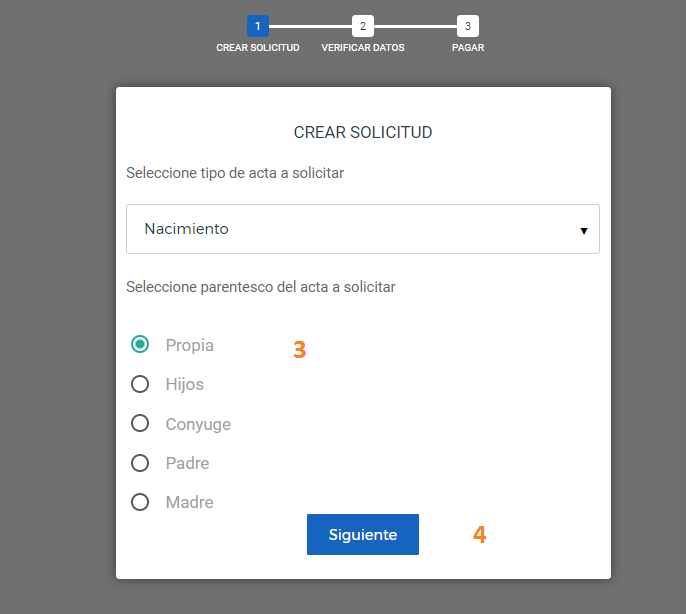 1 2 3
CREAR SOLICITUD VERIFICAR DATOS PAGAR
CREAR SOLICITUD
Seleccione tipo de acta a solicitar
Nacimiento
Seleccione parentesco del acta a solicitar
Propia 3
Hijos
Conyuge
Padre
Madre
Siguiente 4